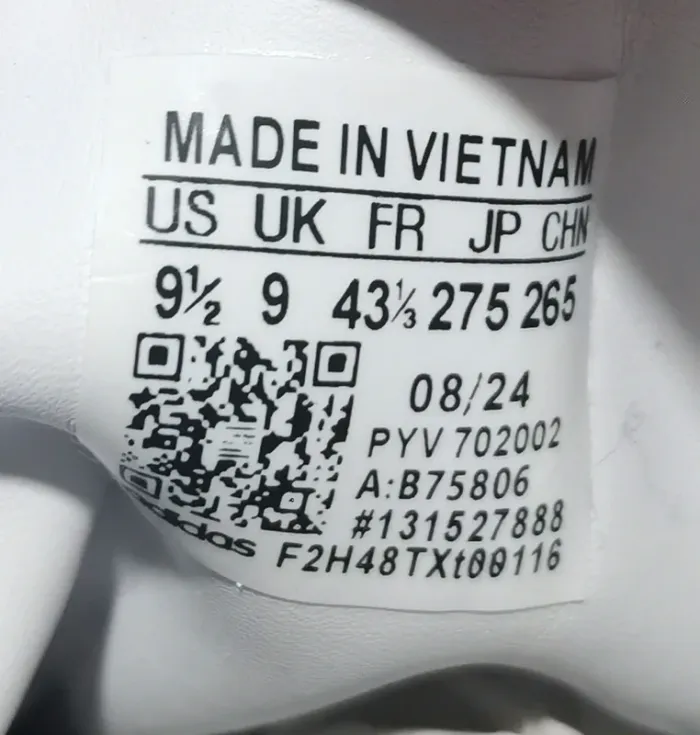 MADE IN VIETNAM
US UK FR JP CHN
9½ 9 43⅓ 275 265
08/24
PYV 702002
A:B75806
#131527888
adidas F2H48TXt00116